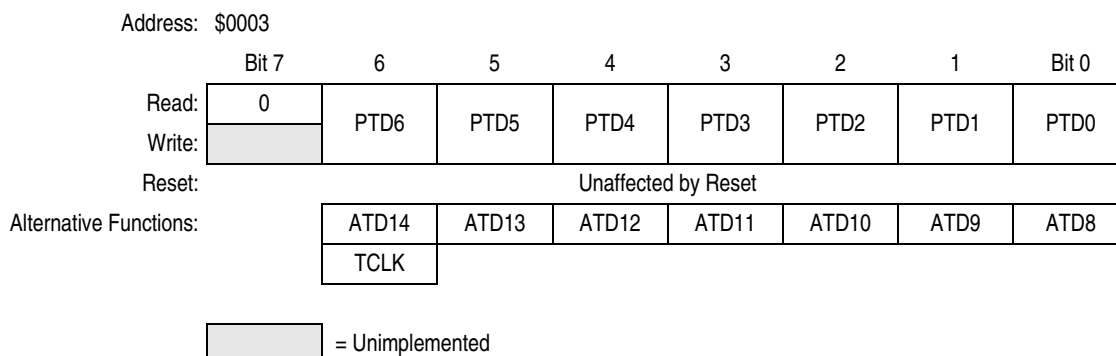 Address: $0003
Bit 7 6 5 4 3 2 1 Bit 0
Read: 0 PTD6 PTD5 PTD4 PTD3 PTD2 PTD1 PTD0
Write:
Reset: Unaffected by Reset
Alternative Functions: ATD14 ATD13 ATD12 ATD11 ATD10 ATD9 ATD8
TCLK
= Unimplemented